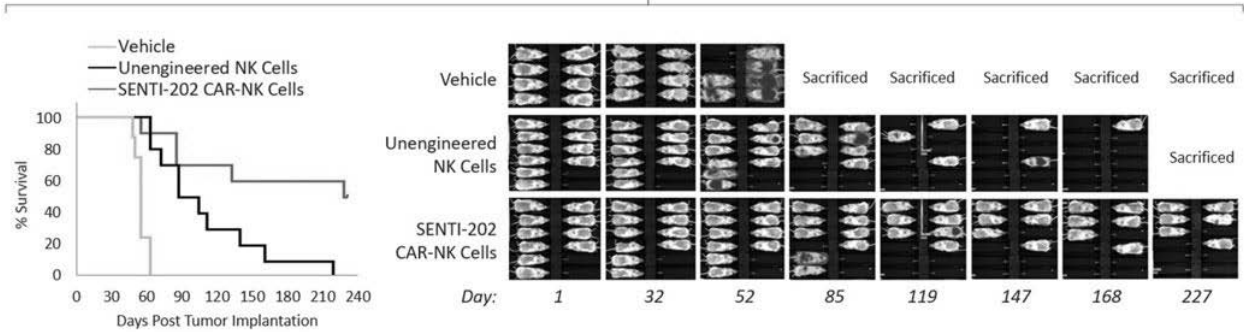 Vehicle
Unengineered NK Cells
SENTI-202 CAR-NK Cells
% Survival
100
80
60
40
20
0
0 30 60 90 120 150 180 210 240
Days Post Tumor Implantation
Vehicle
Sacrificed Sacrificed Sacrificed Sacrificed Sacrificed
Unengineered
NK Cells
Sacrificed
SENTI-202
CAR-NK Cells
Day: 1 32 52 85 119 147 168 227